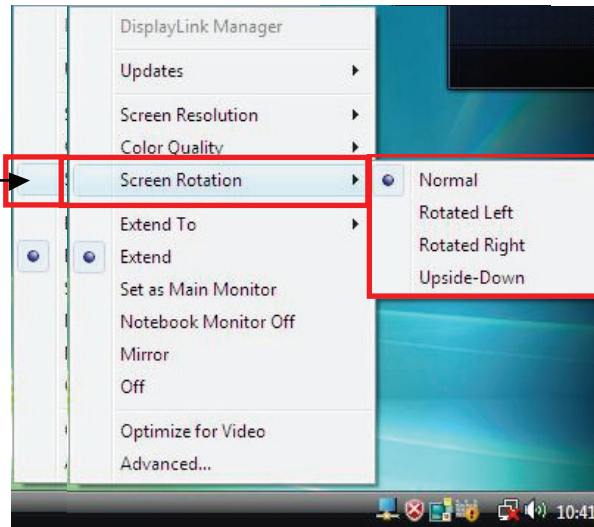 DisplayLink Manager
Updates
Screen Resolution
Color Quality
Screen Rotation
Normal
Rotated Left
Rotated Right
Upside-Down
Extend To
Extend
Set as Main Monitor
Notebook Monitor Off
Mirror
Off
Optimize for Video
Advanced...
10:41